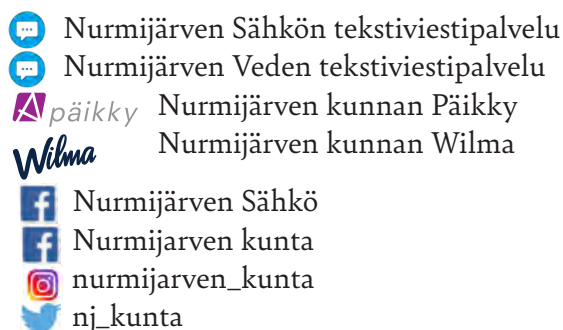 Nurmijärven Sähkön tekstiviestipalvelu
Nurmijärven Veden tekstiviestipalvelu
päikky Nurmijärven kunnan Päikky
Wilma Nurmijärven kunnan Wilma
Nurmijärven Sähkö
Nurmijarven kunta
nurmijarven_kunta
nj_kunta